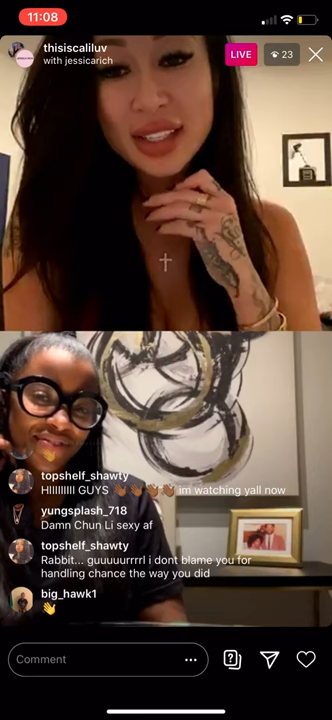 11:08
thisiscaliluv
with jessicarich
LIVE
23
topshelf_shawty
HIIIIIIIII GUYS 👋🏾👋🏾👋🏾👋🏾 im watching yall now
yungsplash_718
Damn Chun Li sexy af
topshelf_shawty
Rabbit... guuuuurrrrl i dont blame you for
handling chance the way you did
big_hawk1
👋
Comment